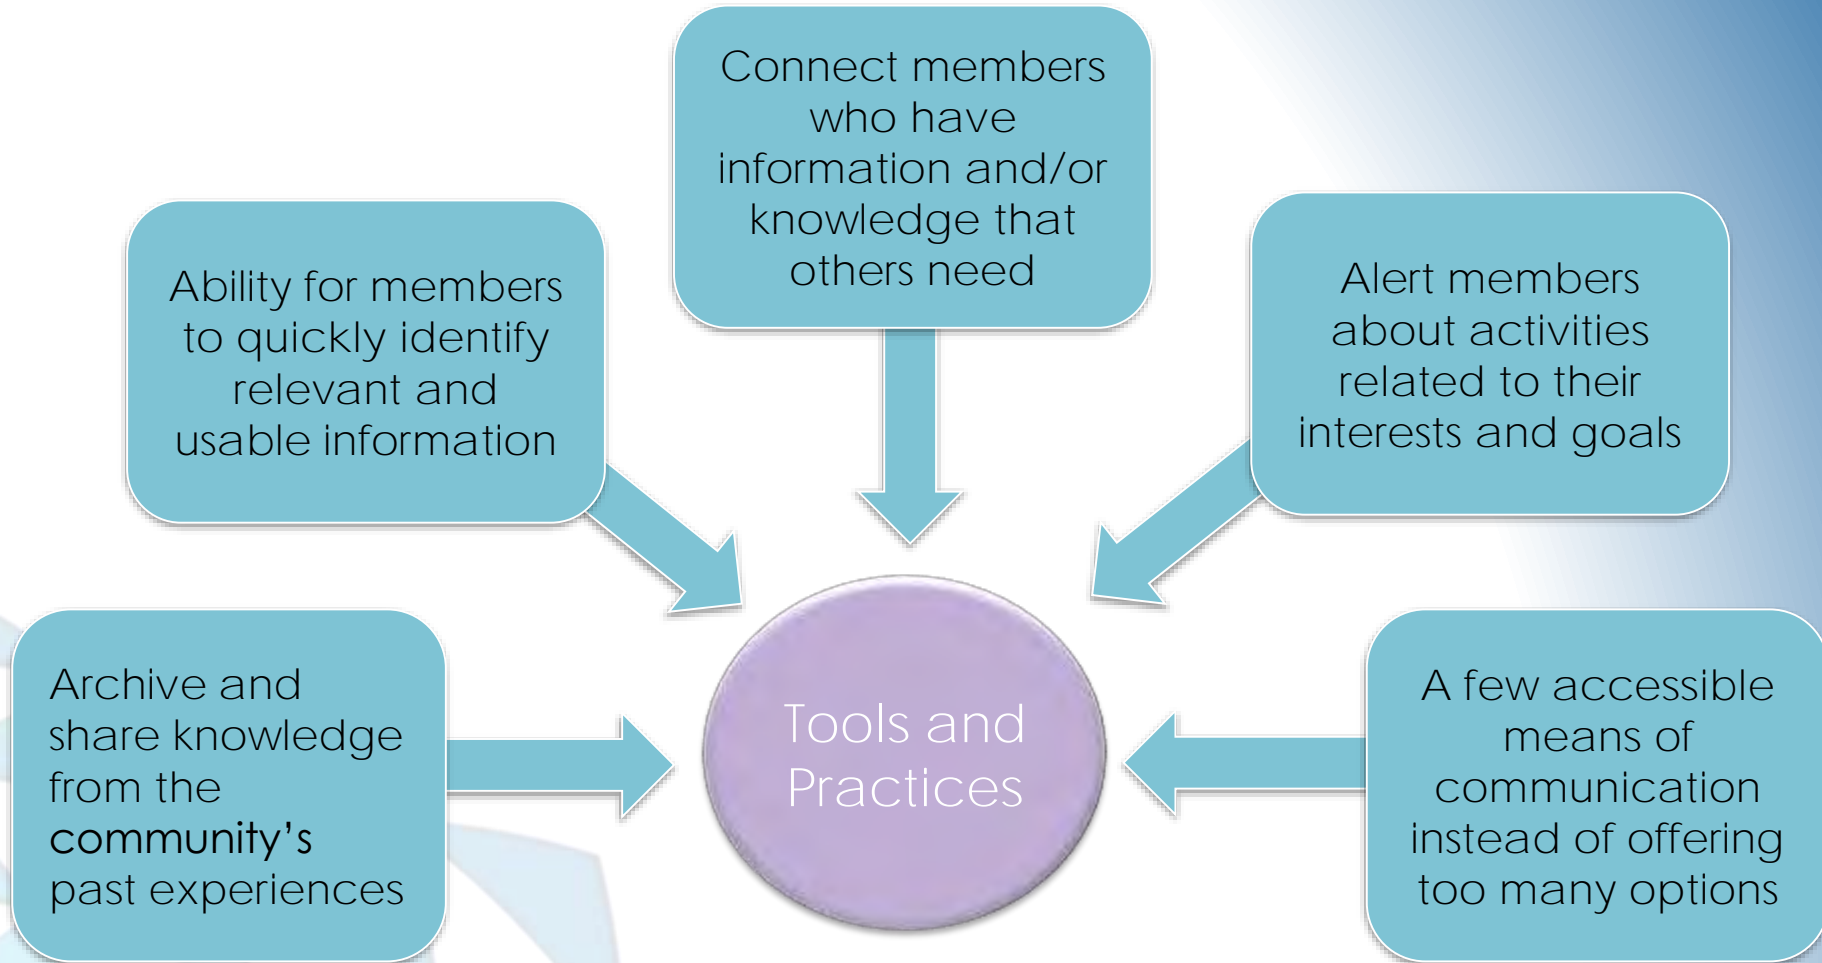 Connect members
who have
information and/or
knowledge that
others need
Ability for members
to quickly identify
relevant and
usable information
Alert members
about activities
related to their
interests and goals
Archive and
share knowledge
from the
community’s
past experiences
Tools and
Practices
A few accessible
means of
communication
instead of offering
too many options